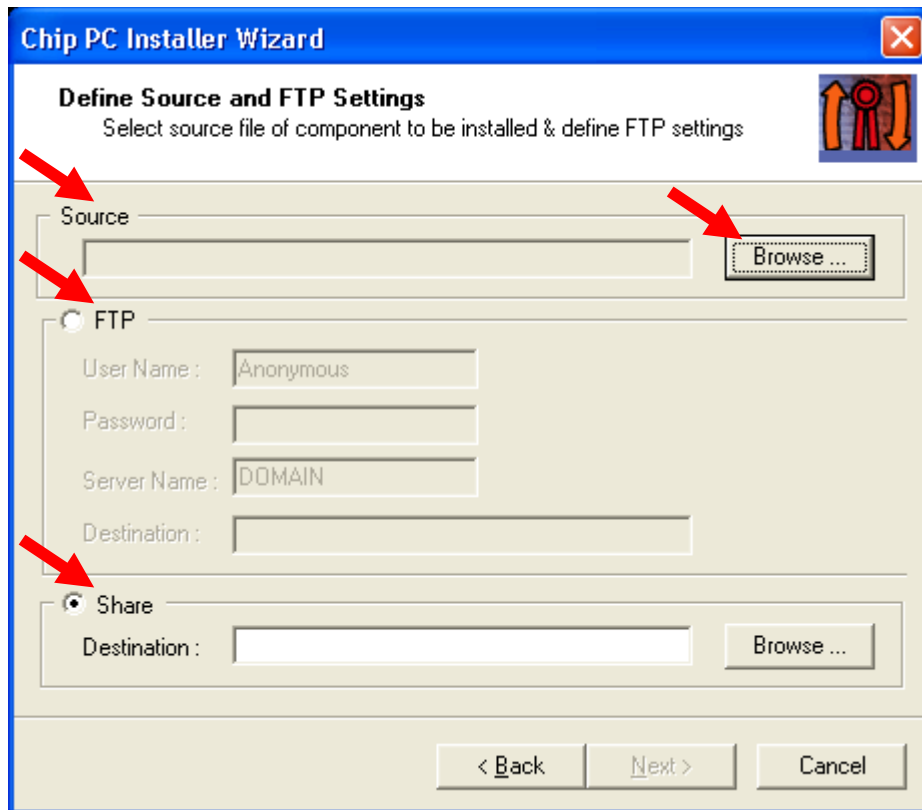 Chip PC Installer Wizard
Define Source and FTP Settings
Select source file of component to be installed & define FTP settings
Source
Browse ...
FTP
User Name :
Anonymous
Password :
Server Name :
DOMAIN
Destination :
Share
Destination :
Browse ...
< Back
Next >
Cancel